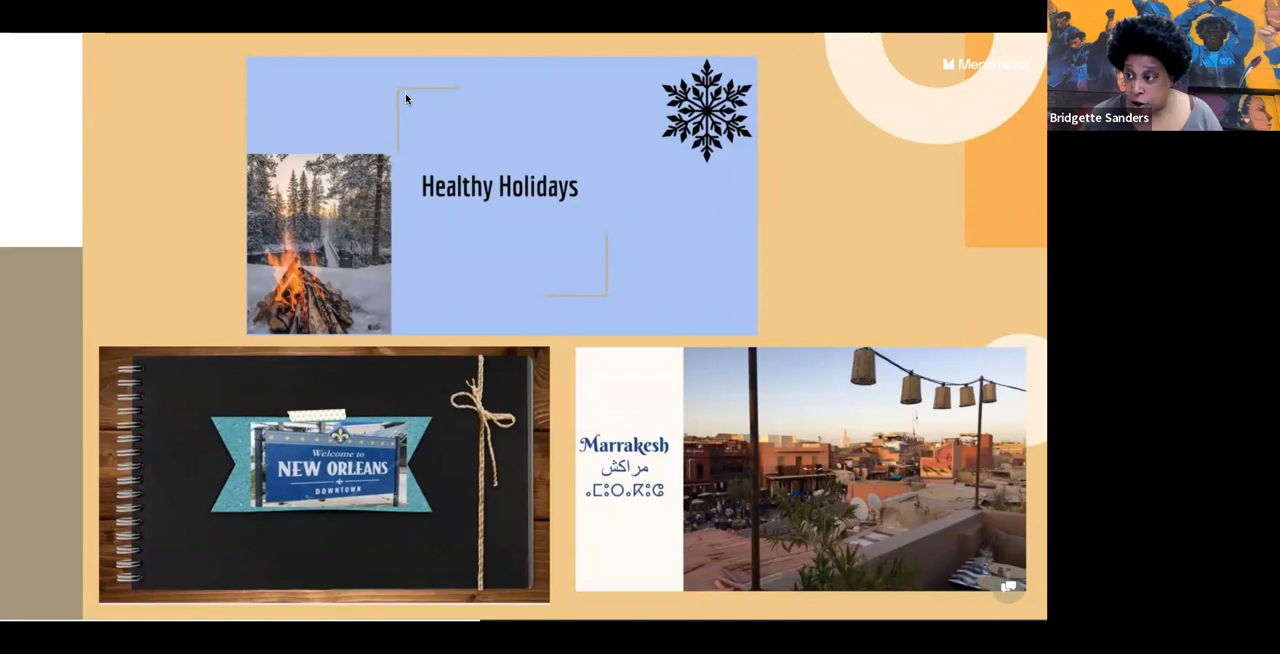 Mentimeter
Bridgette Sanders
Healthy Holidays
Welcome to
NEW ORLEANS
DOWNTOWN
Marrakesh
مراكش
ⴰⵎⵓⵔⴰⴽⵓⵛ